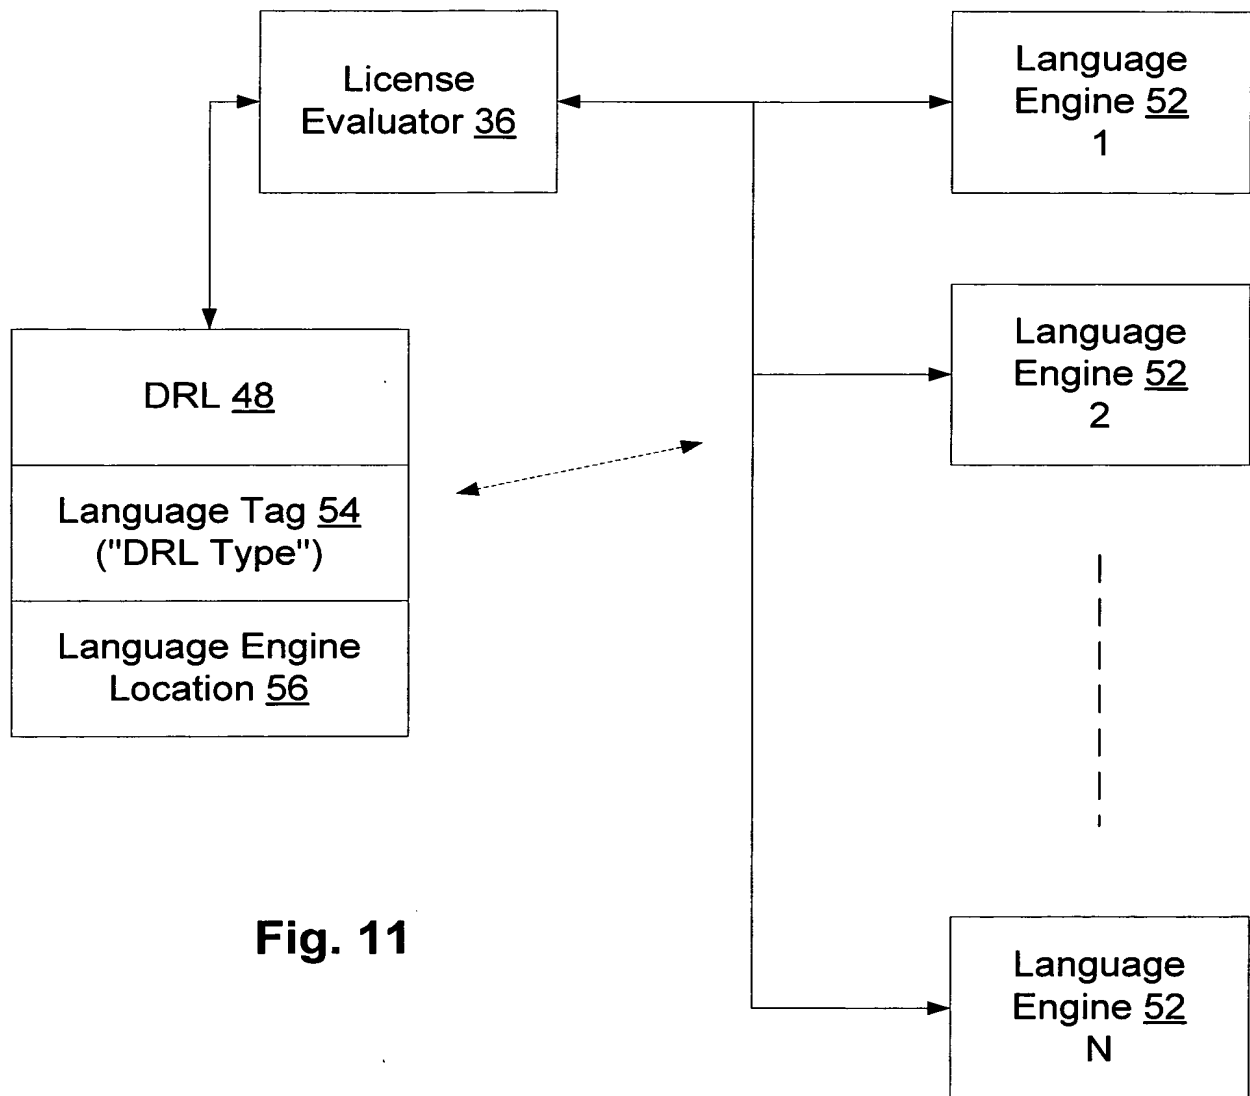 License
Evaluator 36
Language
Engine 52
1
Language
Engine 52
2
DRL 48
Language Tag 54
("DRL Type")
Language Engine
Location 56
Fig. 11
Language
Engine 52
N